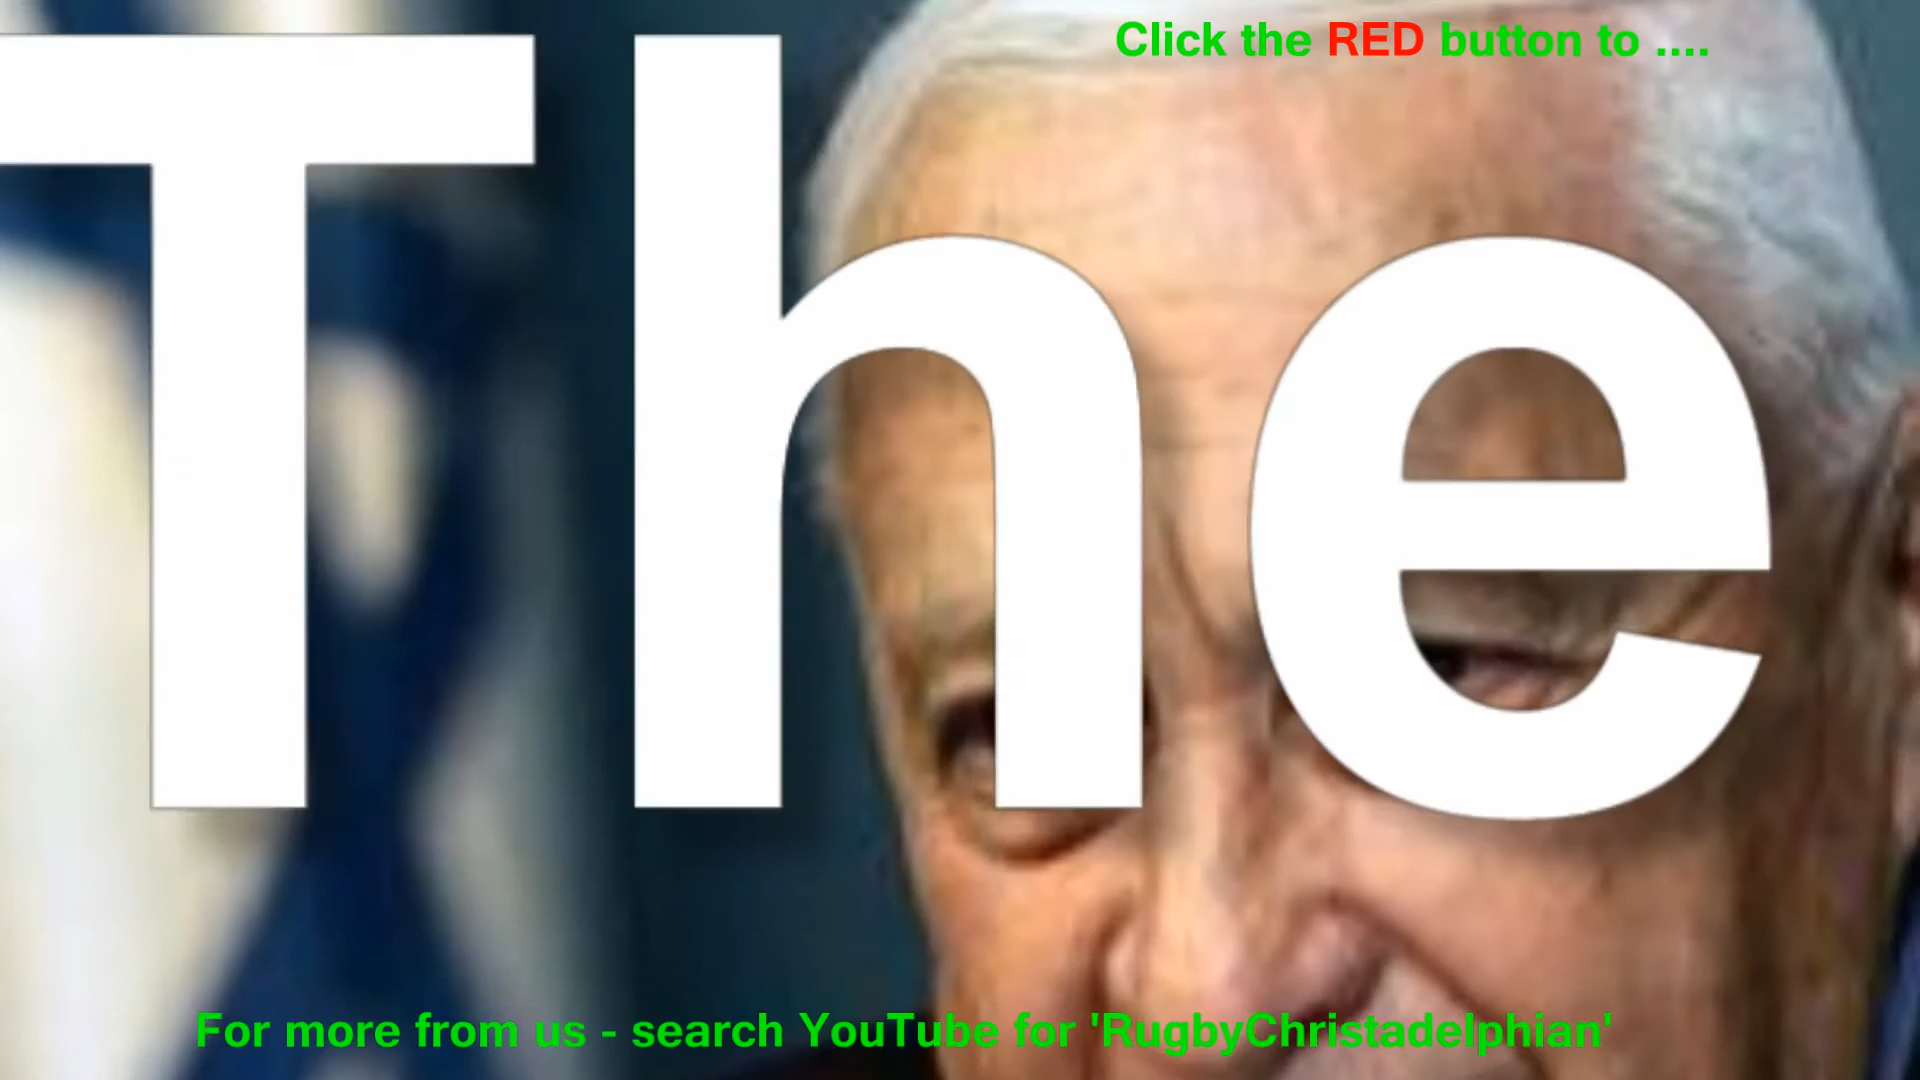 Click the RED button to ....
The
For more from us - search YouTube for 'RugbyChristadelphian'